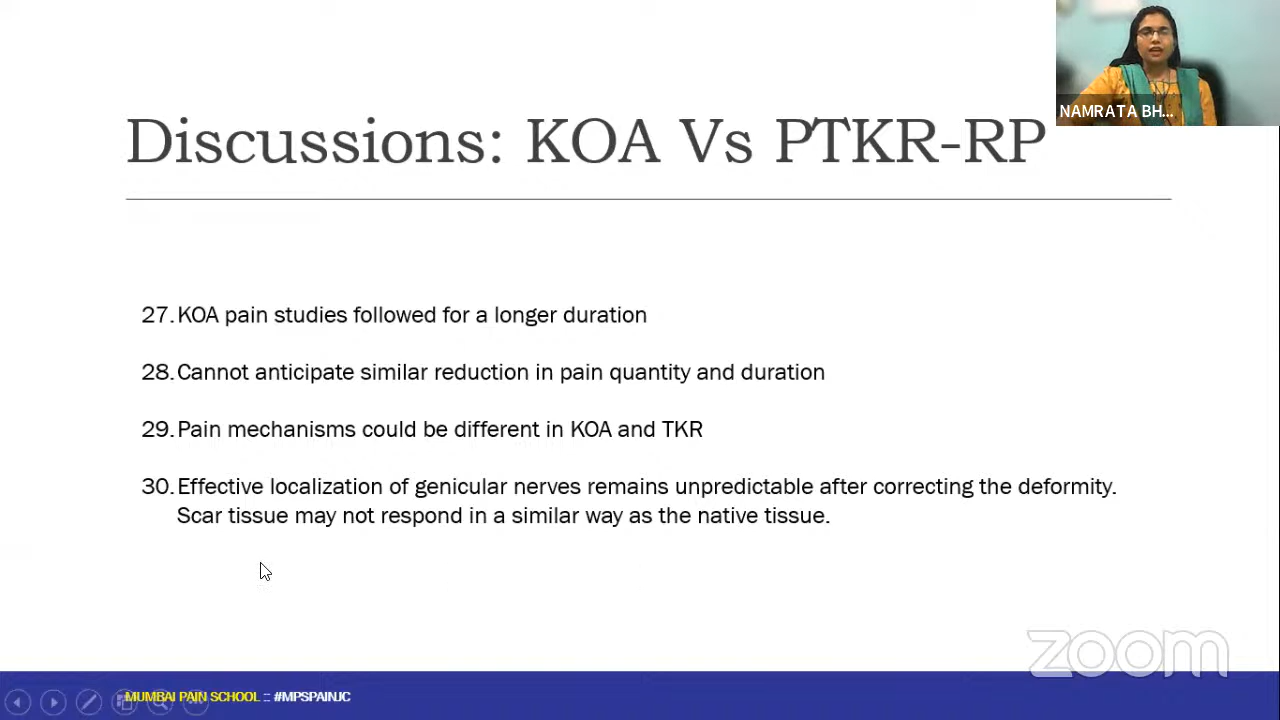 NAMRATA BH...
Discussions: KOA Vs PTKR-RP
27. KOA pain studies followed for a longer duration
28. Cannot anticipate similar reduction in pain quantity and duration
29. Pain mechanisms could be different in KOA and TKR
30. Effective localization of genicular nerves remains unpredictable after correcting the deformity.
Scar tissue may not respond in a similar way as the native tissue.
zoom
MUMBAI PAIN SCHOOL :: #MPSPAINJC